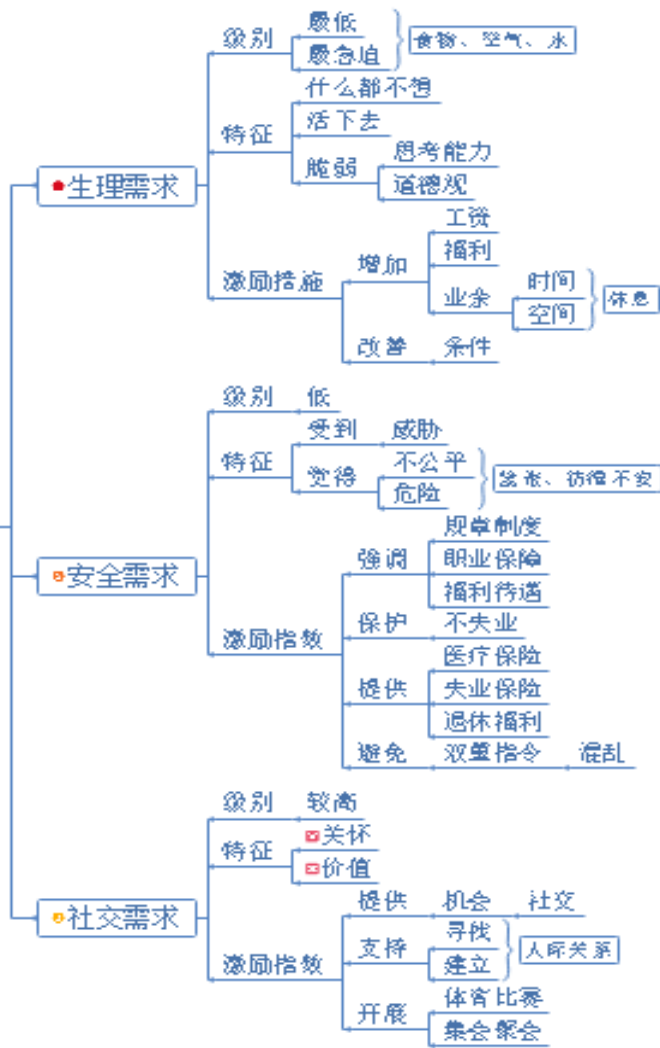 级别
最低
最急迫
食物、空气、水
特征
什么都不想
活下去
脆弱
思考能力
道德观
生理需求
激励措施
增加
工资
福利
业余
时间
空间
休息
改善
条件
级别
低
特征
受到
威胁
觉得
不公平
危险
紧张、彷徨不安
安全需求
激励指数
强调
规章制度
职业保障
福利待遇
保护
不失业
提供
医疗保险
失业保险
退休福利
避免
双重指令
混乱
级别
较高
特征
关怀
价值
社交需求
激励指数
提供
机会
社交
支持
寻找
建立
人际关系
开展
体育比赛
集会聚会